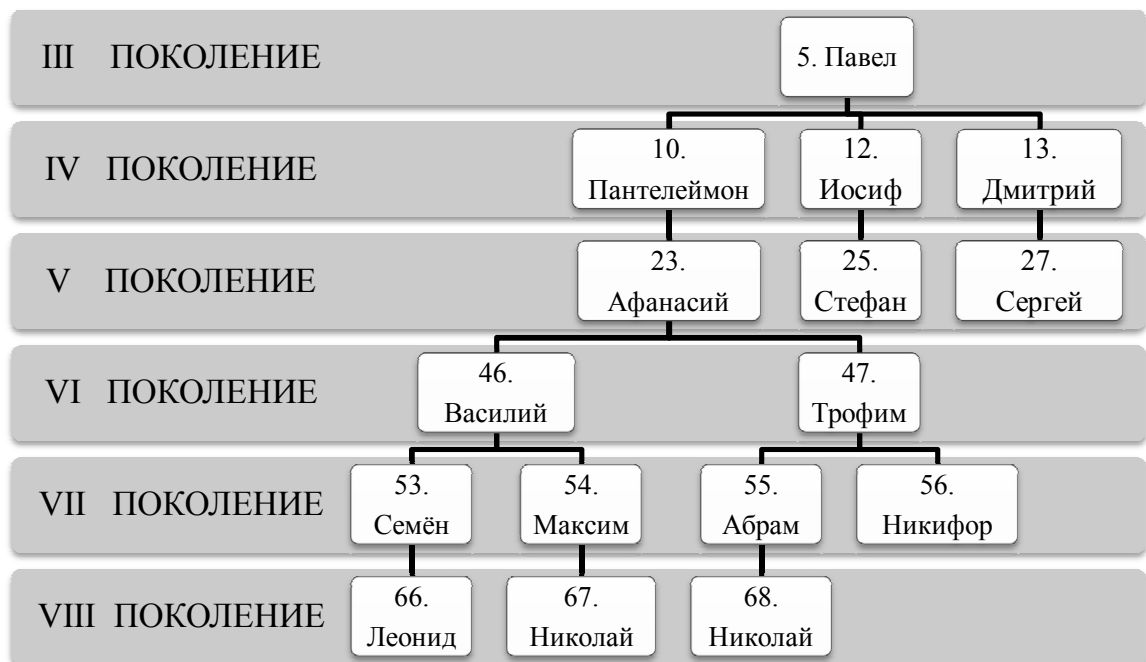 III ПОКОЛЕНИЕ
5. Павел
IV ПОКОЛЕНИЕ
10.
Пантелеймон
12.
Иосиф
13.
Дмитрий
V ПОКОЛЕНИЕ
23.
Афанасий
25.
Стефан
27.
Сергей
VI ПОКОЛЕНИЕ
46.
Василий
47.
Трофим
VII ПОКОЛЕНИЕ
53.
Семён
54.
Максим
55.
Абрам
56.
Никифор
VIII ПОКОЛЕНИЕ
66.
Леонид
67.
Николай
68.
Николай